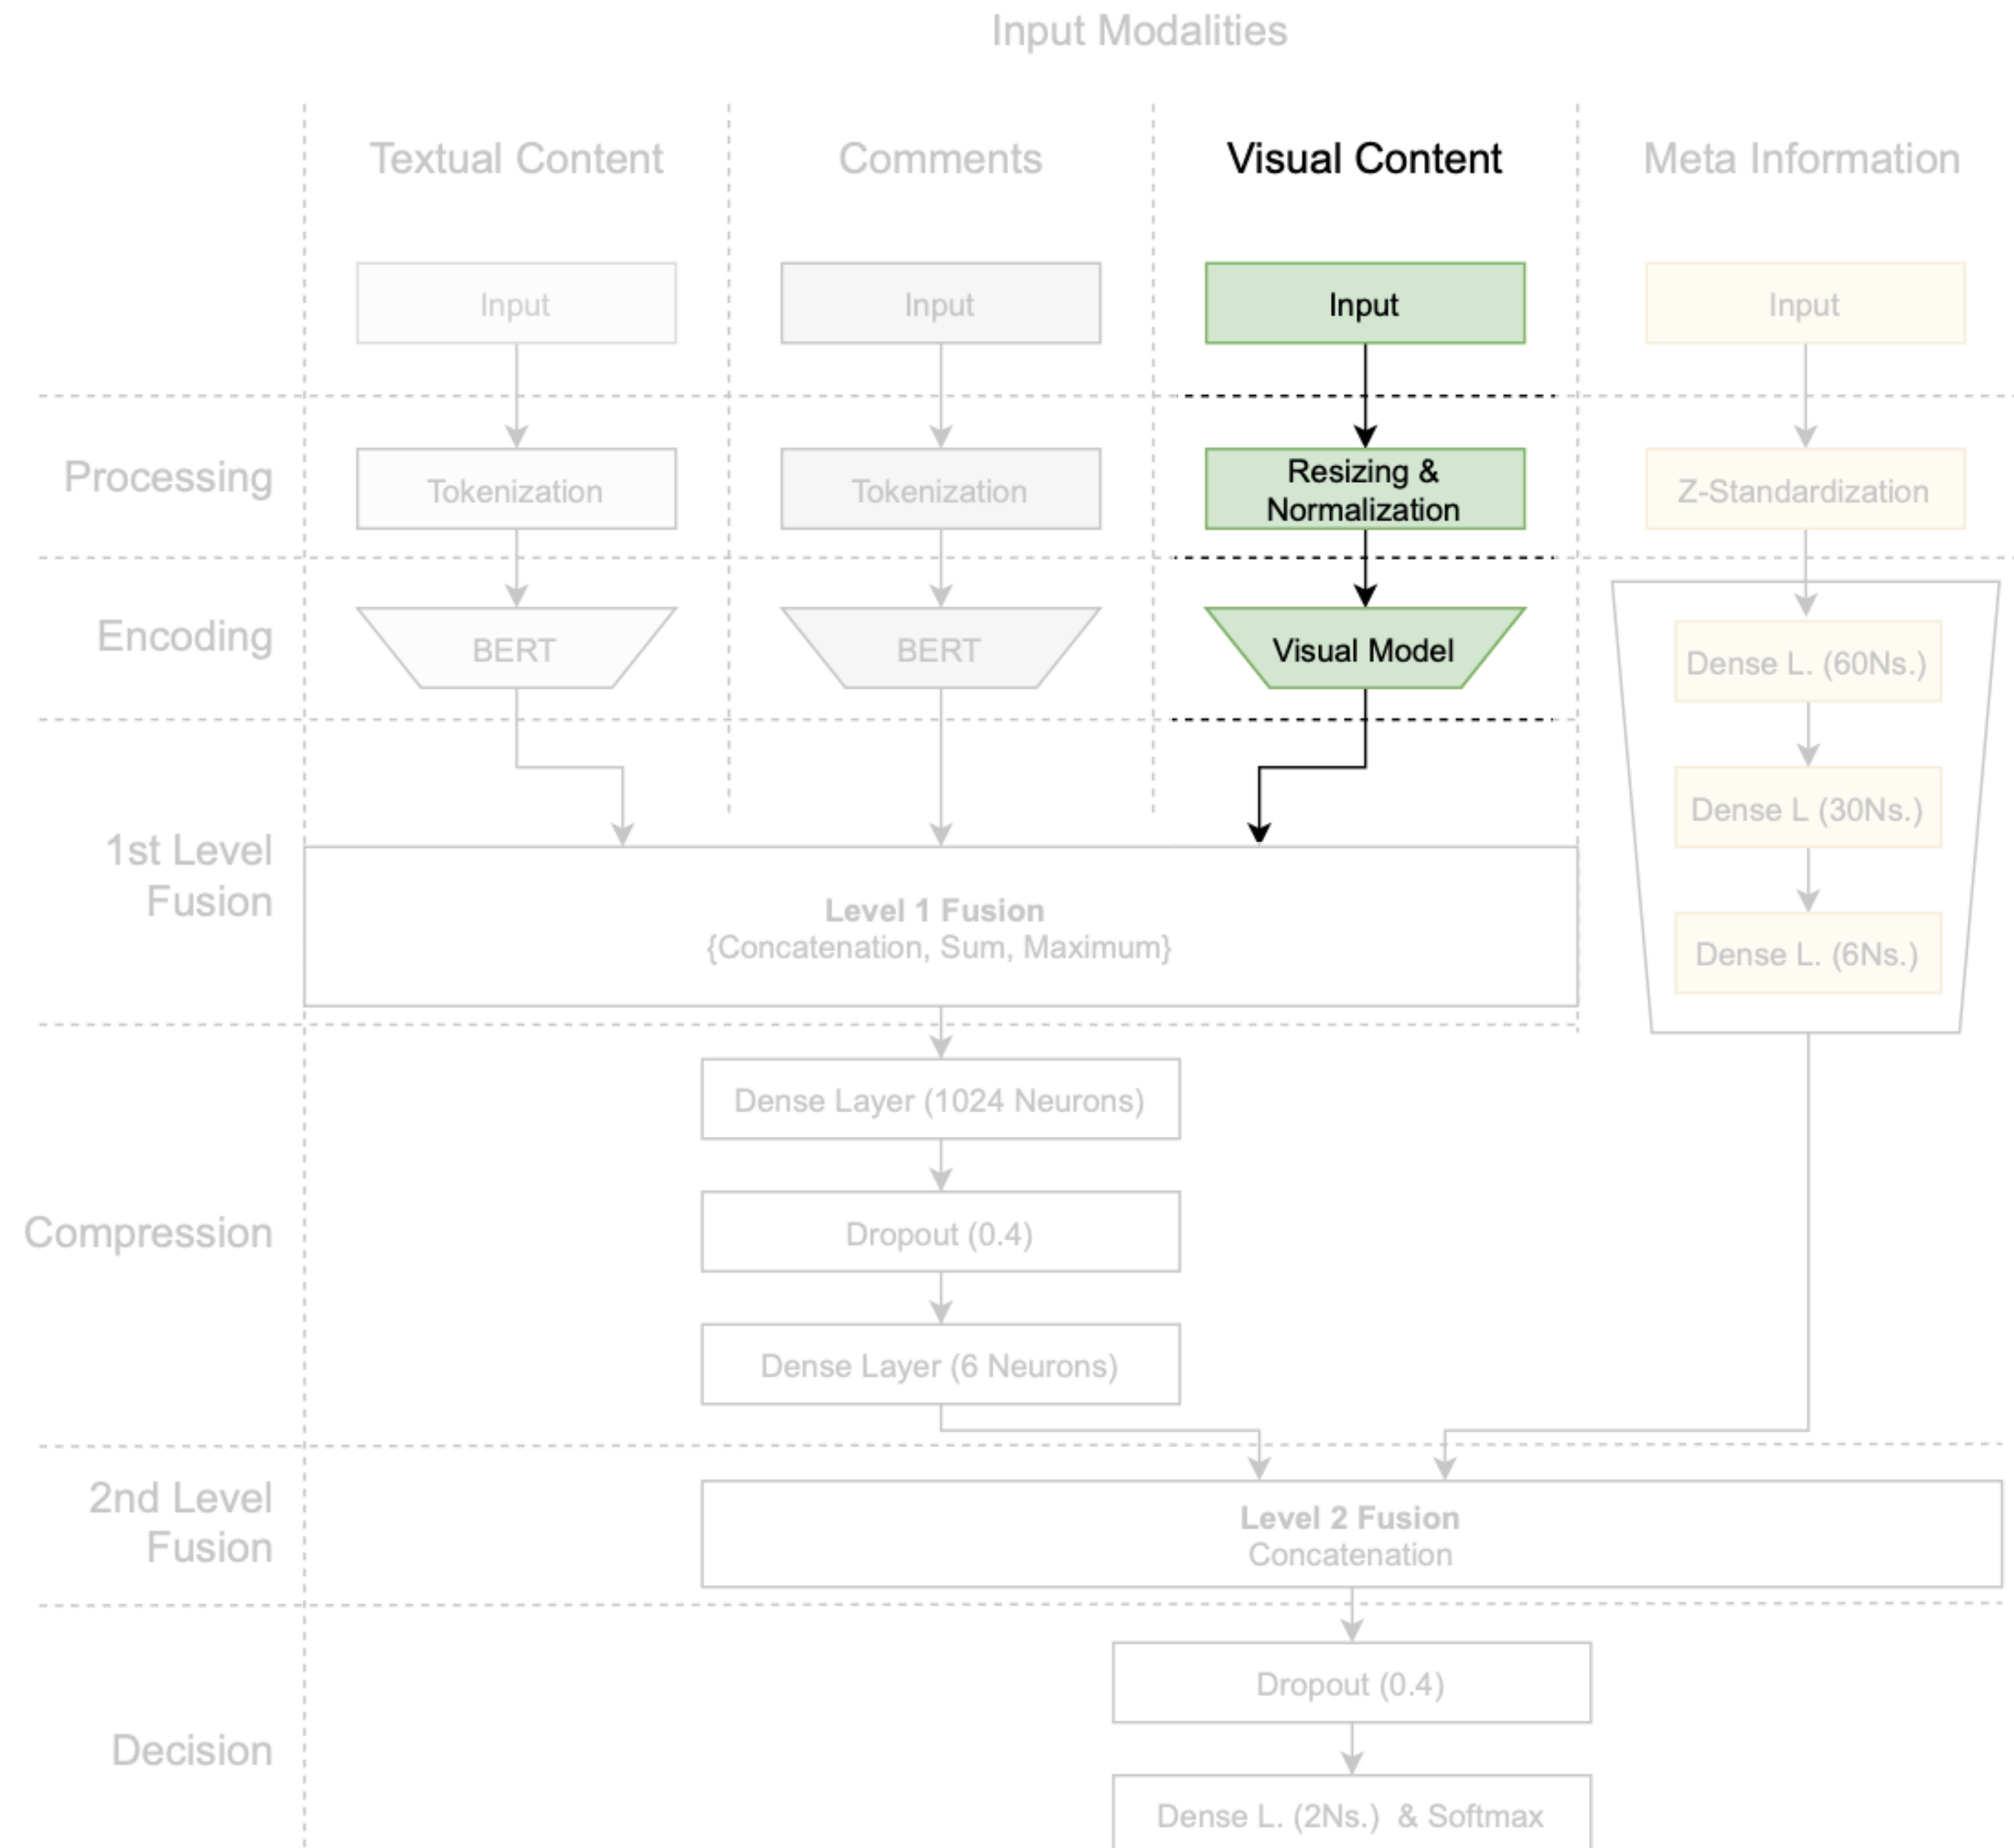 Input Modalities
Textual Content
Comments
Visual Content
Meta Information
Input
Input
Input
Input
Processing
Tokenization
Tokenization
Resizing &
Normalization
Z-Standardization
Encoding
BERT
BERT
Visual Model
Dense L. (60Ns.)
Dense L (30Ns.)
Dense L. (6Ns.)
1st Level
Fusion
Level 1 Fusion
{Concatenation, Sum, Maximum}
Compression
Dense Layer (1024 Neurons)
Dropout (0.4)
Dense Layer (6 Neurons)
2nd Level
Fusion
Level 2 Fusion
Concatenation
Decision
Dropout (0.4)
Dense L. (2Ns.) & Softmax